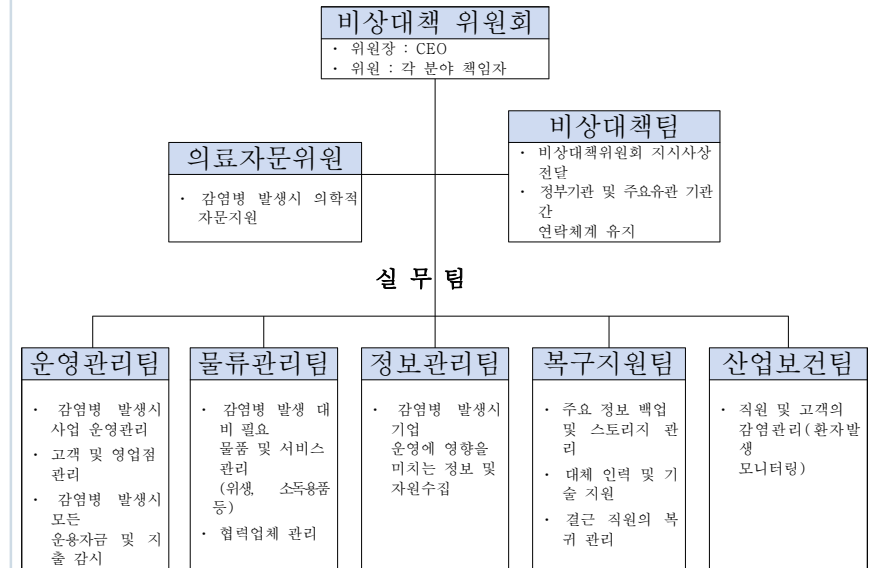 비상대책 위원회
· 위원장 : CEO
· 위원 : 각 분야 책임자
의료자문위원
· 감염병 발생시 의학적
자문지원
비상대책팀
· 비상대책위원회 지시사상
전달
· 정부기관 및 주요유관 기관
간
연락체계 유지
실 무 팀
운영관리팀
· 감염병 발생시
사업 운영관리
· 고객 및 영업점
관리
· 감염병 발생시
모든
운용자금 및 지
출 감시
물류관리팀
· 감염병 발생 대
비 필요
물품 및 서비스
관리
(위생, 소독용품
등)
· 협력업체 관리
정보관리팀
· 감염병 발생시
기업
운영에 영향을
미치는 정보 및
자원수집
복구지원팀
· 주요 정보 백업
및 스토리지 관
리
· 대체 인력 및 기
술 지원
· 결근 직원의 복
귀 관리
산업보건팀
· 직원 및 고객의
감염관리(환자발
생
모니터링)